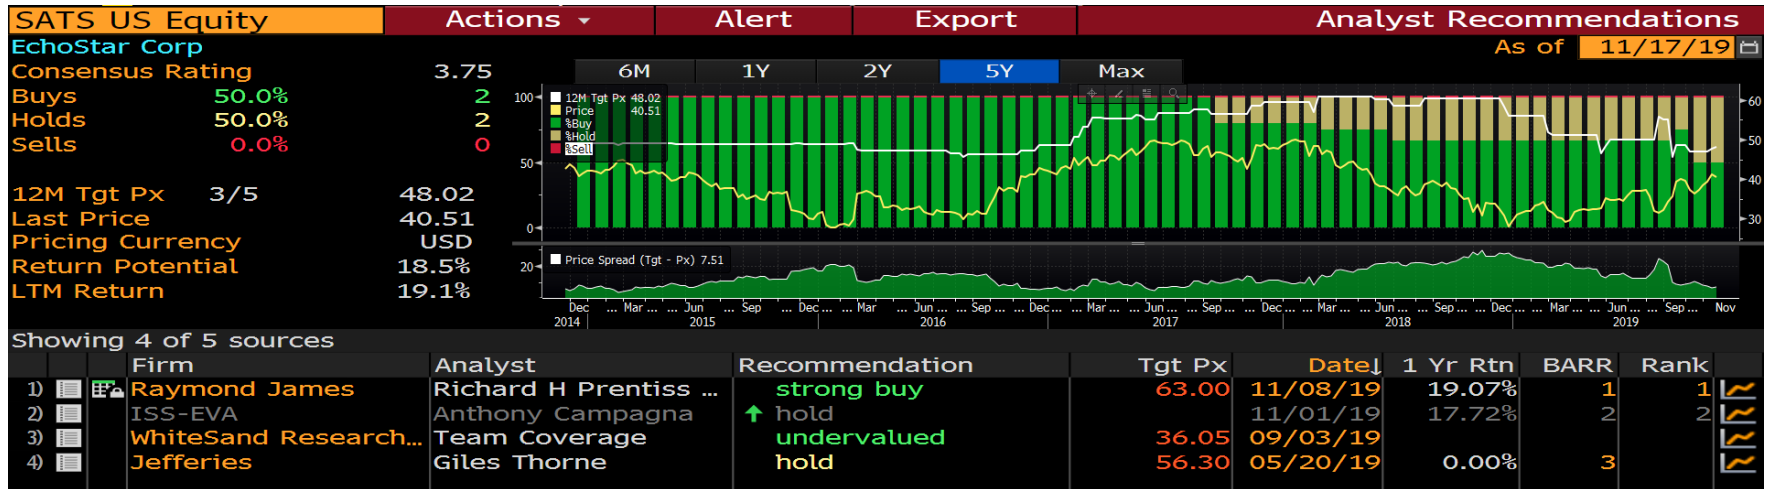 SATS US Equity Actions Alert Export Analyst Recommendations
EchoStar Corp As of 11/17/19
Consensus Rating 3.75
Buys 50.0% 2
Holds 50.0% 2
Sells 0.0% 0
12M Tgt Px 3/5 48.02
Last Price 40.51
Pricing Currency USD
Return Potential 18.5%
LTM Return 19.1%
6M 1Y 2Y 5Y Max
12M Tgt Px 48.02
Price 40.51
%Buy
%Hold
%Sell
100
50
0
60
50
40
30
Price Spread (Tgt - Px) 7.51
20
Dec ... Mar ... Jun ... Sep ... Dec ... Mar ... Jun ... Sep ... Dec ... Mar ... Jun ... Sep ... Dec ... Mar ... Jun ... Sep ... Dec ... Mar ... Jun ... Sep ... Nov
2014 2015 2016 2017 2018 2019
Showing 4 of 5 sources
Firm Analyst Recommendation Tgt Px Date↓ 1 Yr Rtn BARR Rank
1) Raymond James Richard H Prentiss ... strong buy 63.00 11/08/19 19.07% 1 1
2) ISS-EVA Anthony Campagna hold 11/01/19 17.72% 2 2
3) WhiteSand Research... Team Coverage undervalued 36.05 09/03/19
4) Jefferies Giles Thorne hold 56.30 05/20/19 0.00% 3